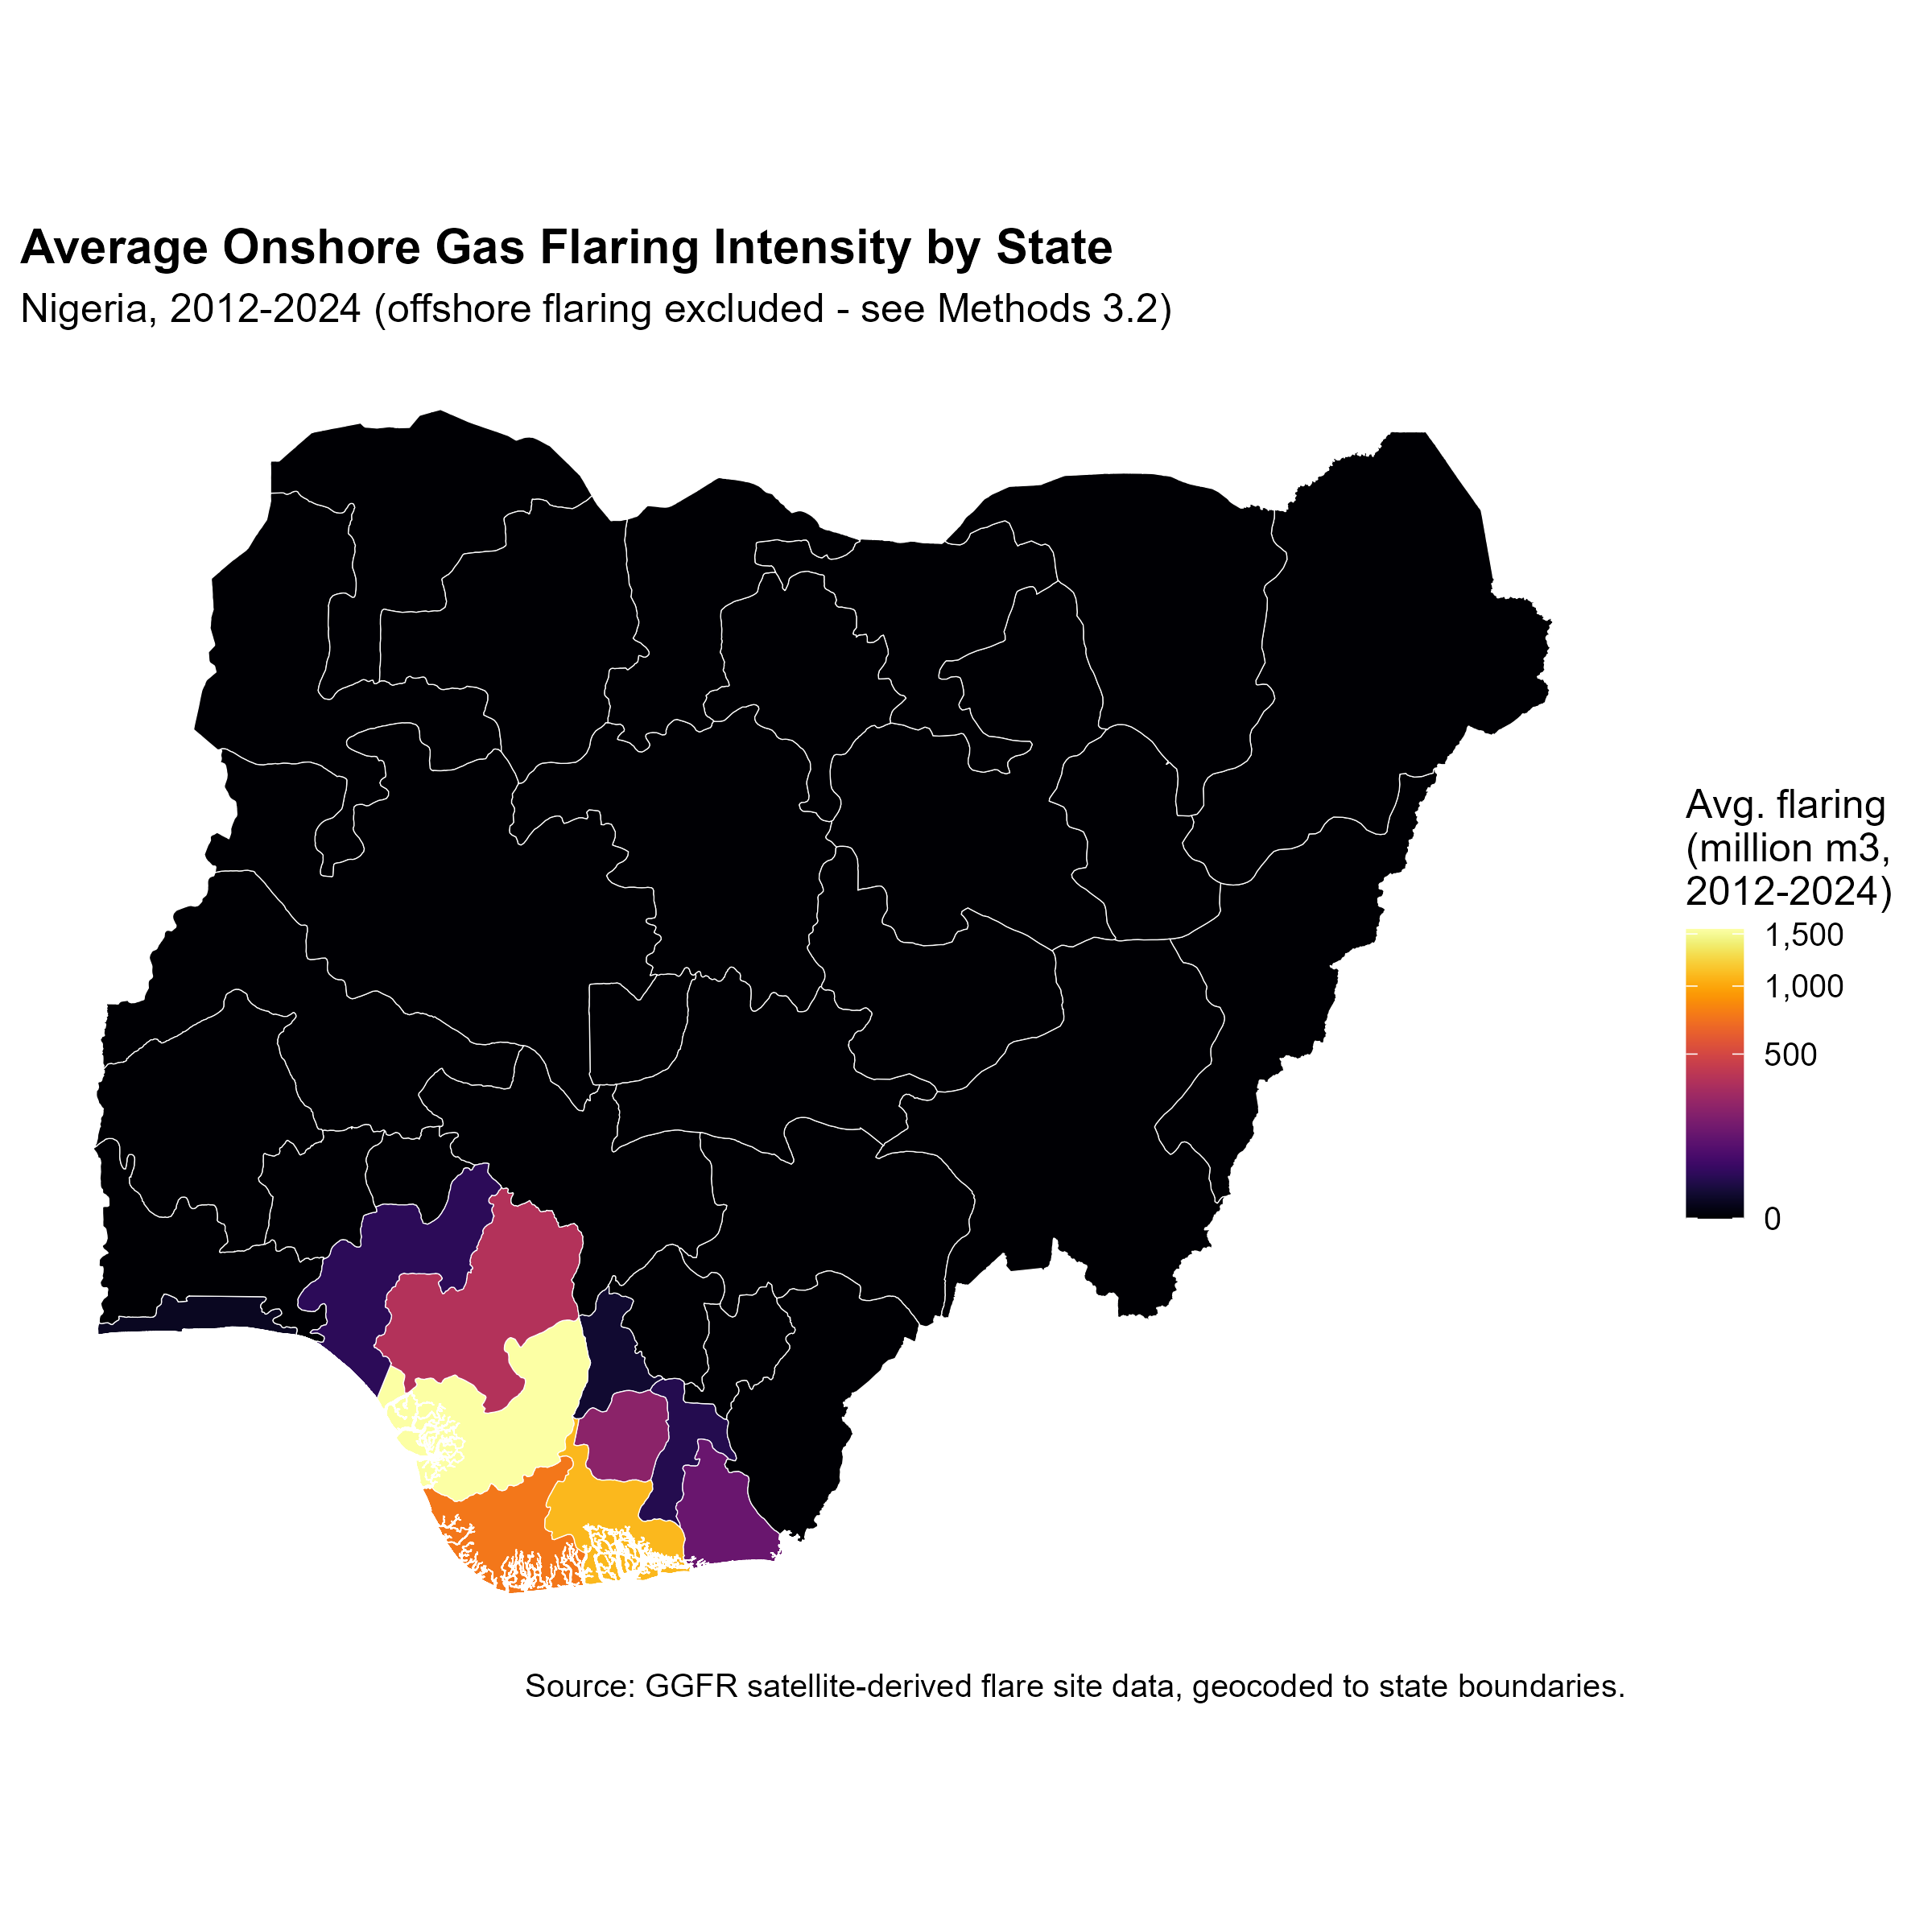 Average Onshore Gas Flaring Intensity by State
Nigeria, 2012-2024 (offshore flaring excluded - see Methods 3.2)
Avg. flaring
(million m3,
2012-2024)
1,500
1,000
500
0
Source: GGFR satellite-derived flare site data, geocoded to state boundaries.